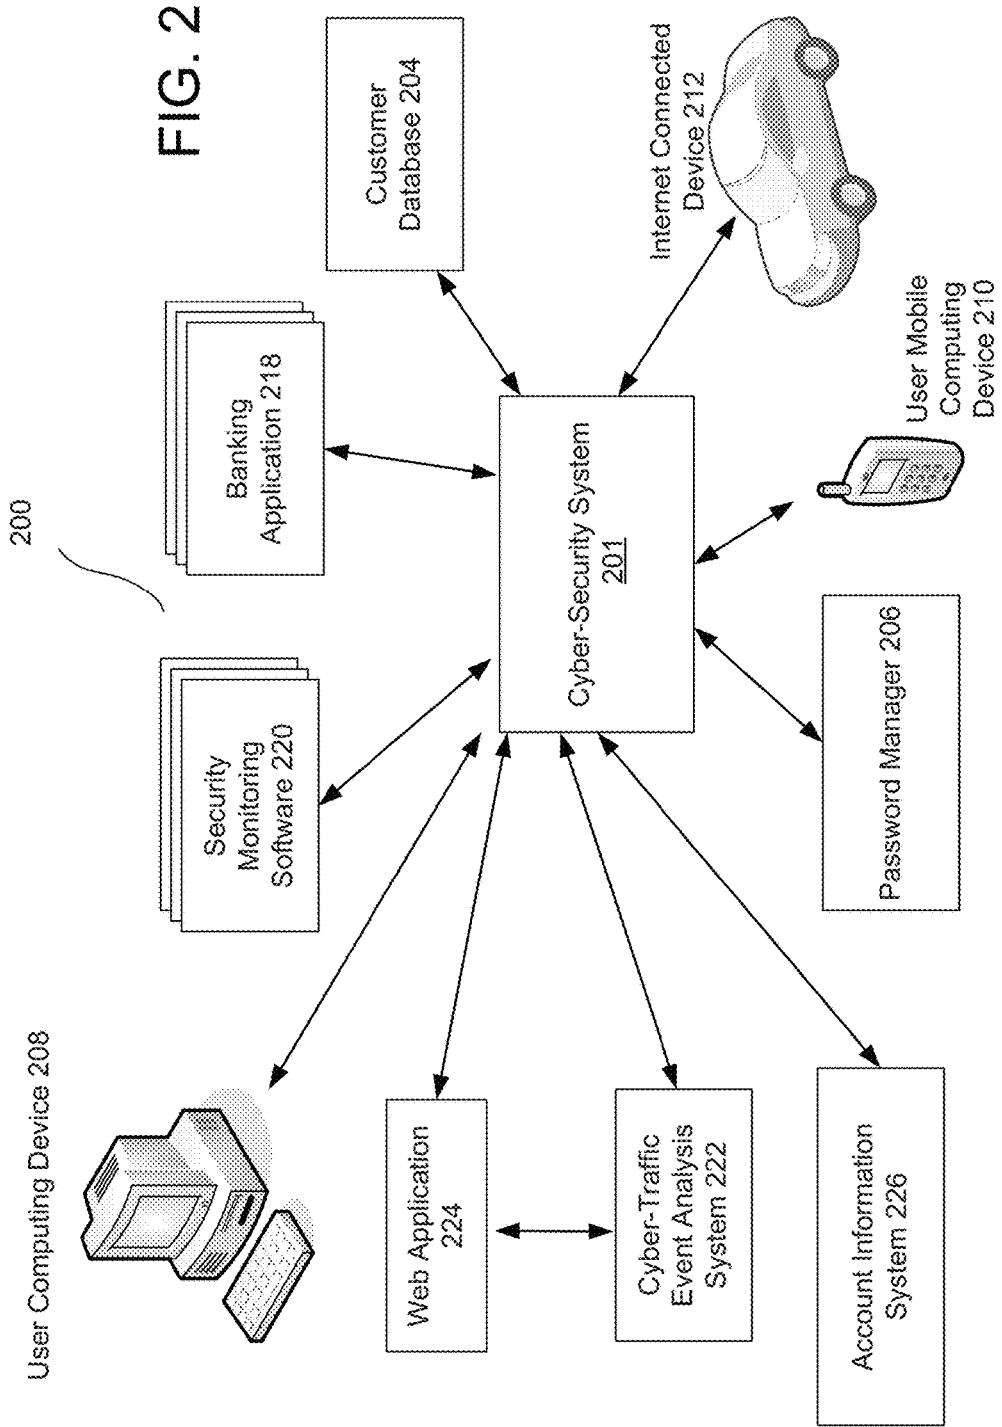 FIG. 2
200
User Computing Device 208
Security
Monitoring
Software 220
Banking
Application 218
Customer
Database 204
Web Application
224
Cyber-Security System
201
Internet Connected
Device 212
Cyber-Traffic
Event Analysis
System 222
Account Information
System 226
Password Manager 206
User Mobile
Computing
Device 210